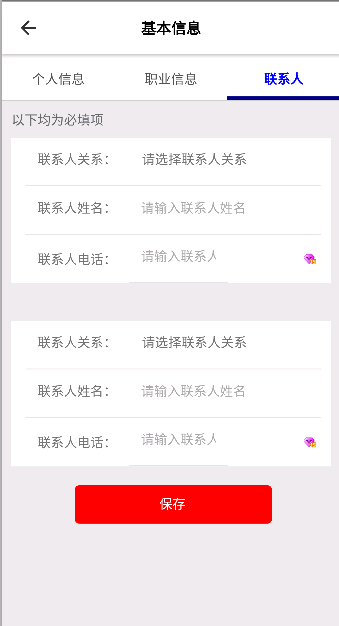 基本信息
个人信息 职业信息 联系人
以下均为必填项
联系人关系： 请选择联系人关系
联系人姓名： 请输入联系人姓名
联系人电话： 请输入联系人
联系人关系： 请选择联系人关系
联系人姓名： 请输入联系人姓名
联系人电话： 请输入联系人
保存